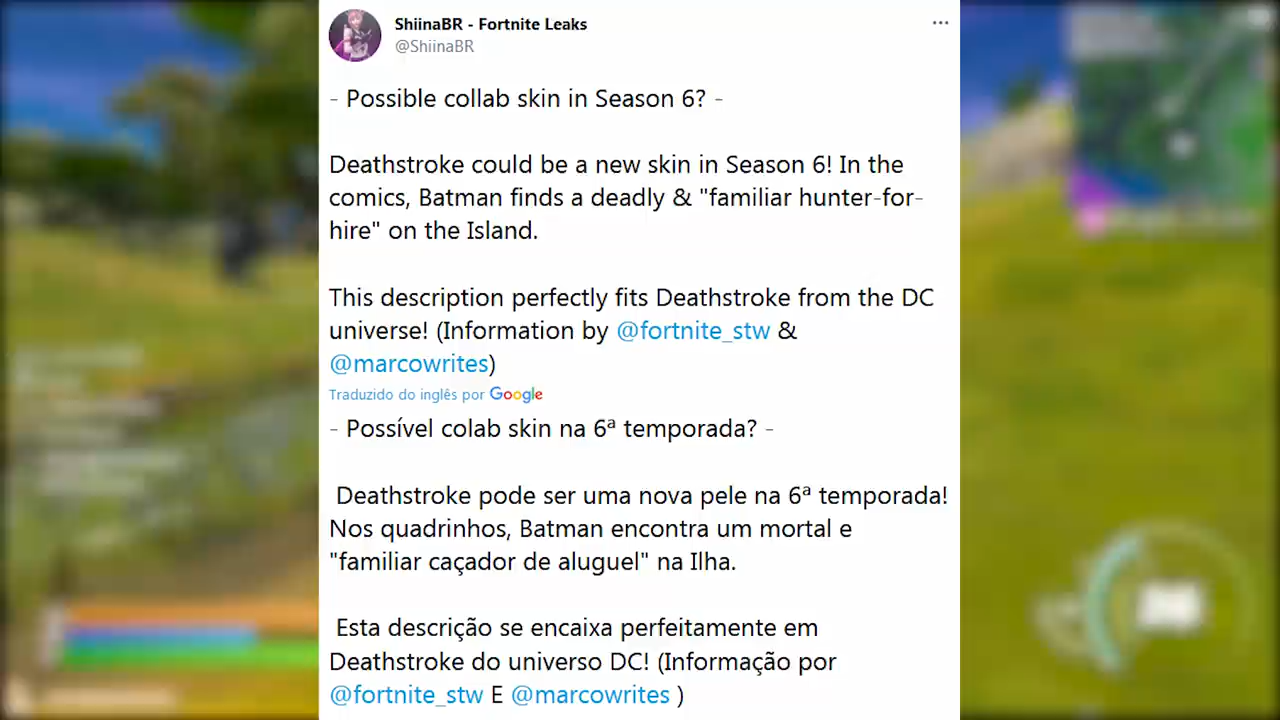 ShiinaBR - Fortnite Leaks
@ShiinaBR
- Possible collab skin in Season 6? -
Deathstroke could be a new skin in Season 6! In the
comics, Batman finds a deadly & "familiar hunter-for-
hire" on the Island.
This description perfectly fits Deathstroke from the DC
universe! (Information by @fortnite_stw &
@marcowrites)
Traduzido do inglês por Google
- Possível colab skin na 6ª temporada? -
Deathstroke pode ser uma nova pele na 6ª temporada!
Nos quadrinhos, Batman encontra um mortal e
"familiar caçador de aluguel" na Ilha.
Esta descrição se encaixa perfeitamente em
Deathstroke do universo DC! (Informação por
@fortnite_stw E @marcowrites )